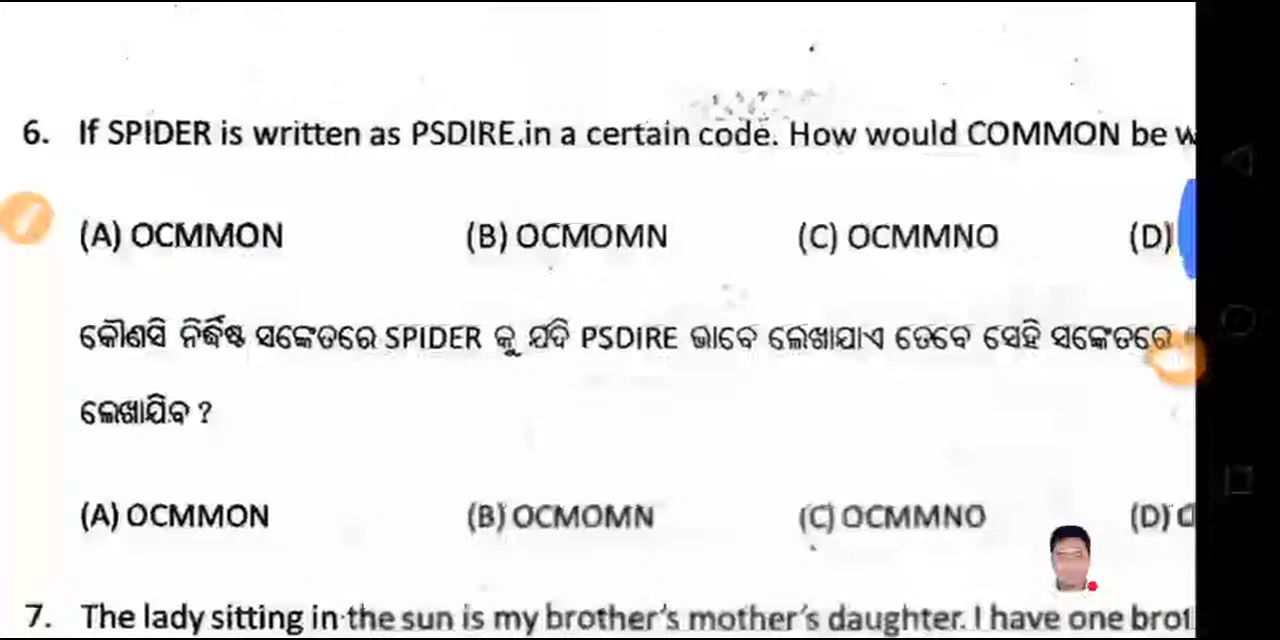 6. If SPIDER is written as PSDIRE.in a certain code. How would COMMON be
(A) OCMMON (B) OCMOMN (C) OCMMNO (D)
କୌଣସି ନିର୍ଦ୍ଧିଷ୍ଟ ସଙ୍କେତରେ SPIDER କୁ ଯଦି PSDIRE ଭାବେ ଲେଖାଯାଏ ତେବେ ସେହି ସଙ୍କେତରେ
ଲେଖାଯିବ ?
(A) OCMMON (B) OCMOMN (C) OCMMNO (D)
7. The lady sitting in the sun is my brother's mother's daughter. I have one